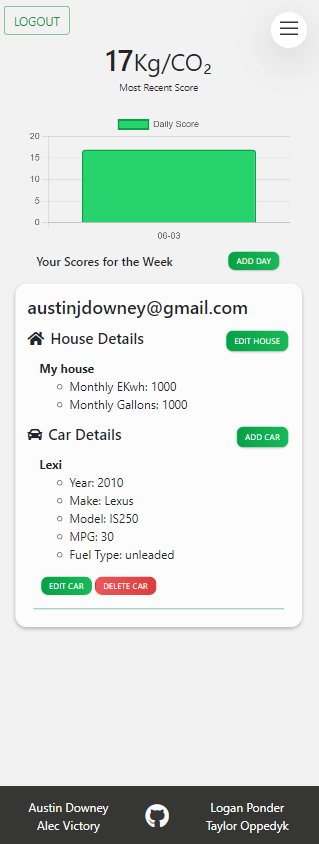 LOGOUT
17Kg/CO₂
Most Recent Score
Daily Score
20
15
10
5
0
06-03
Your Scores for the Week
ADD DAY
austinjdowney@gmail.com
House Details
EDIT HOUSE
My house
Monthly EKwh: 1000
Monthly Gallons: 1000
Car Details
ADD CAR
Lexi
Year: 2010
Make: Lexus
Model: IS250
MPG: 30
Fuel Type: unleaded
EDIT CAR
DELETE CAR
Austin Downey
Alec Victory
Logan Ponder
Taylor Oppedyk